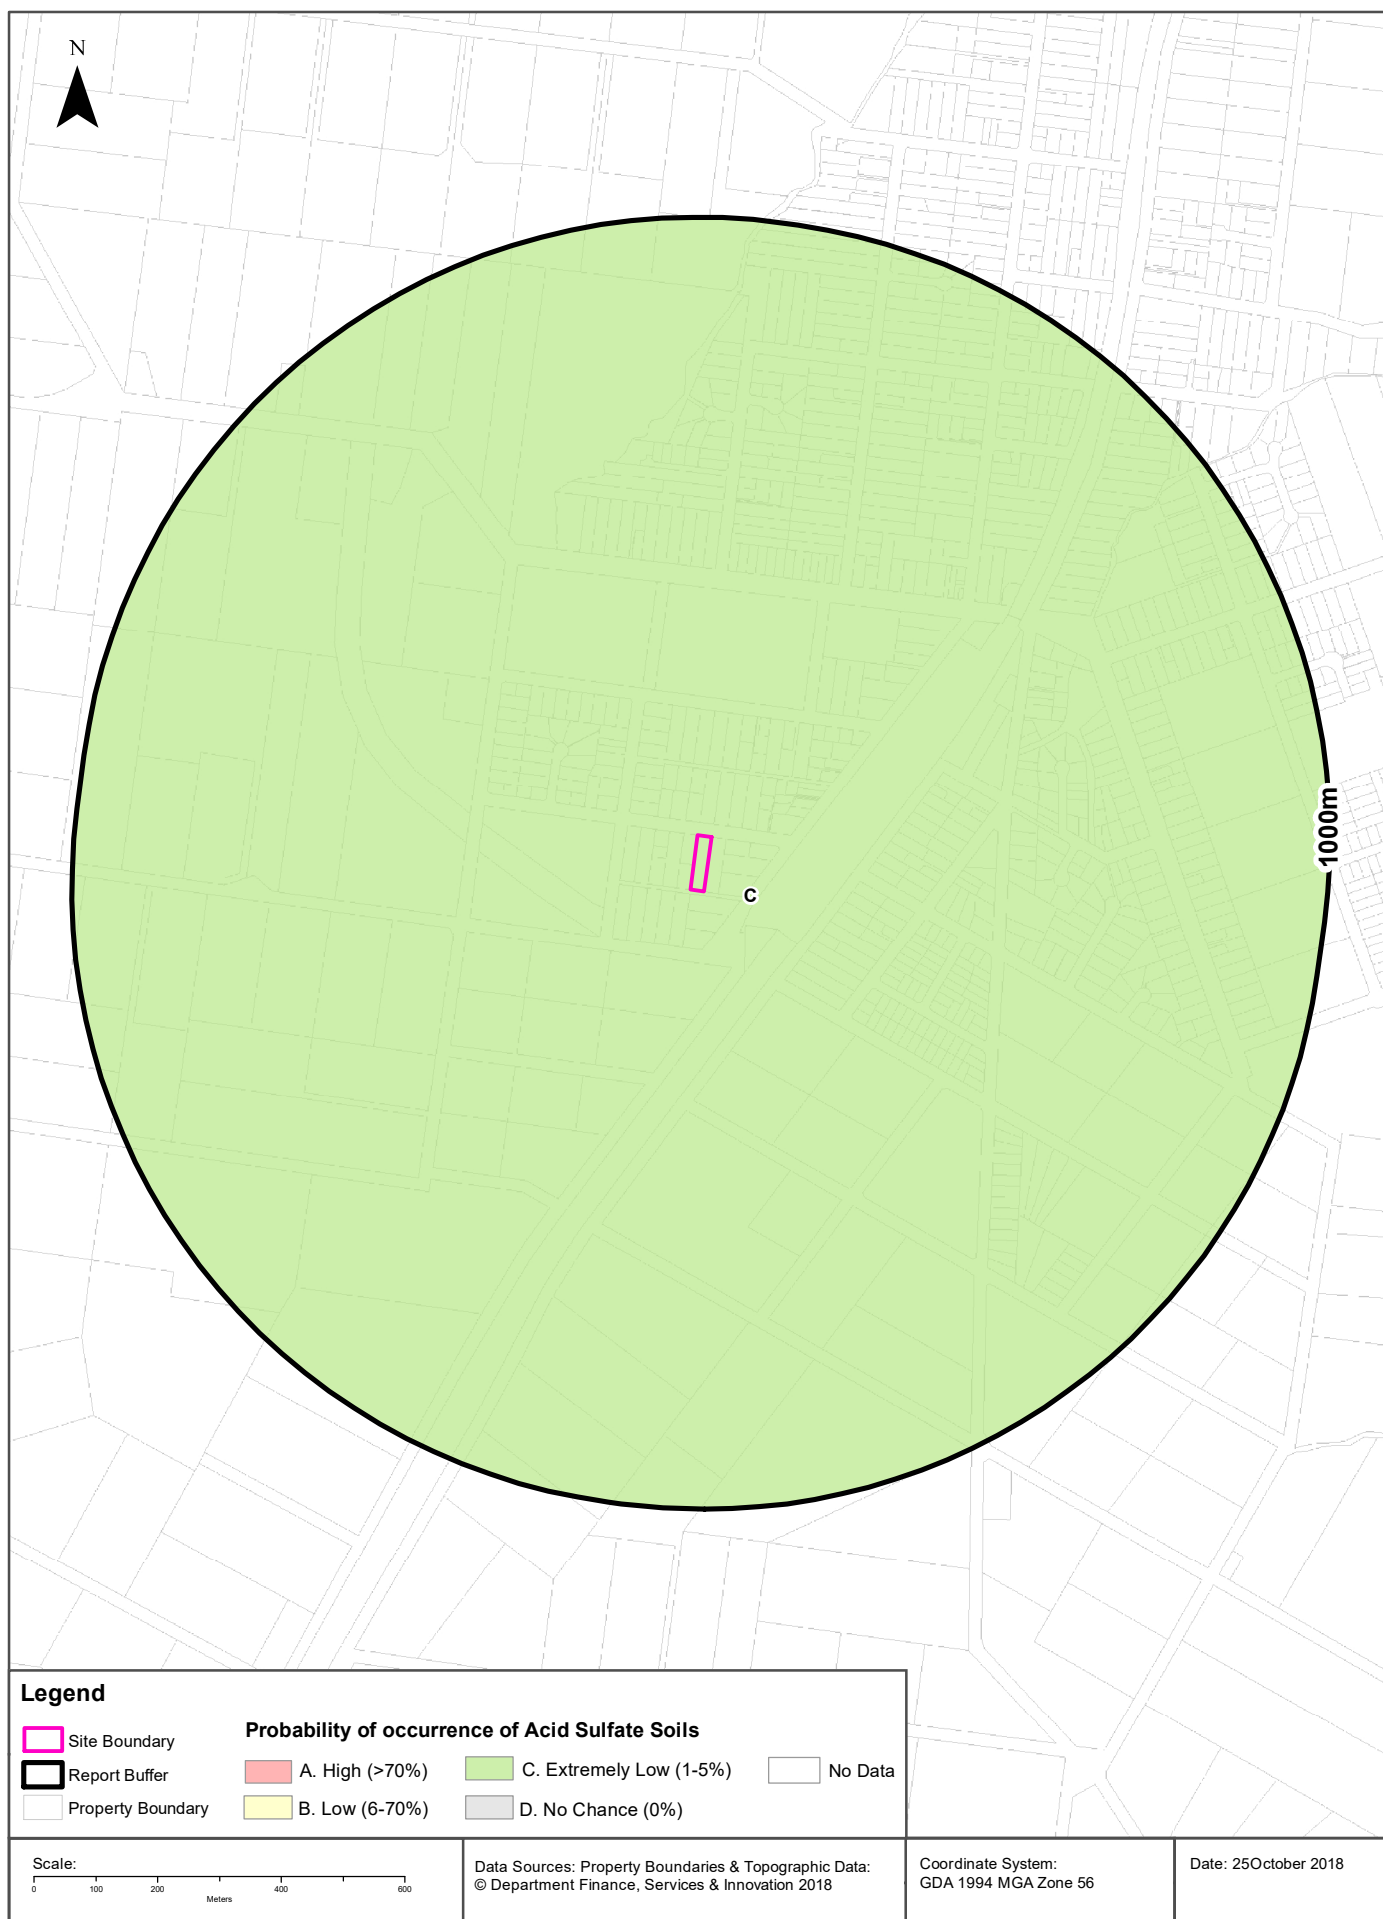 N
1000m
C
Legend
Site Boundary
Report Buffer
Property Boundary
Probability of occurrence of Acid Sulfate Soils
A. High (>70%)
B. Low (6-70%)
C. Extremely Low (1-5%)
D. No Chance (0%)
No Data
Scale:
0 100 200 400 600
Meters
Data Sources: Property Boundaries & Topographic Data:
© Department Finance, Services & Innovation 2018
Coordinate System:
GDA 1994 MGA Zone 56
Date: 25October 2018